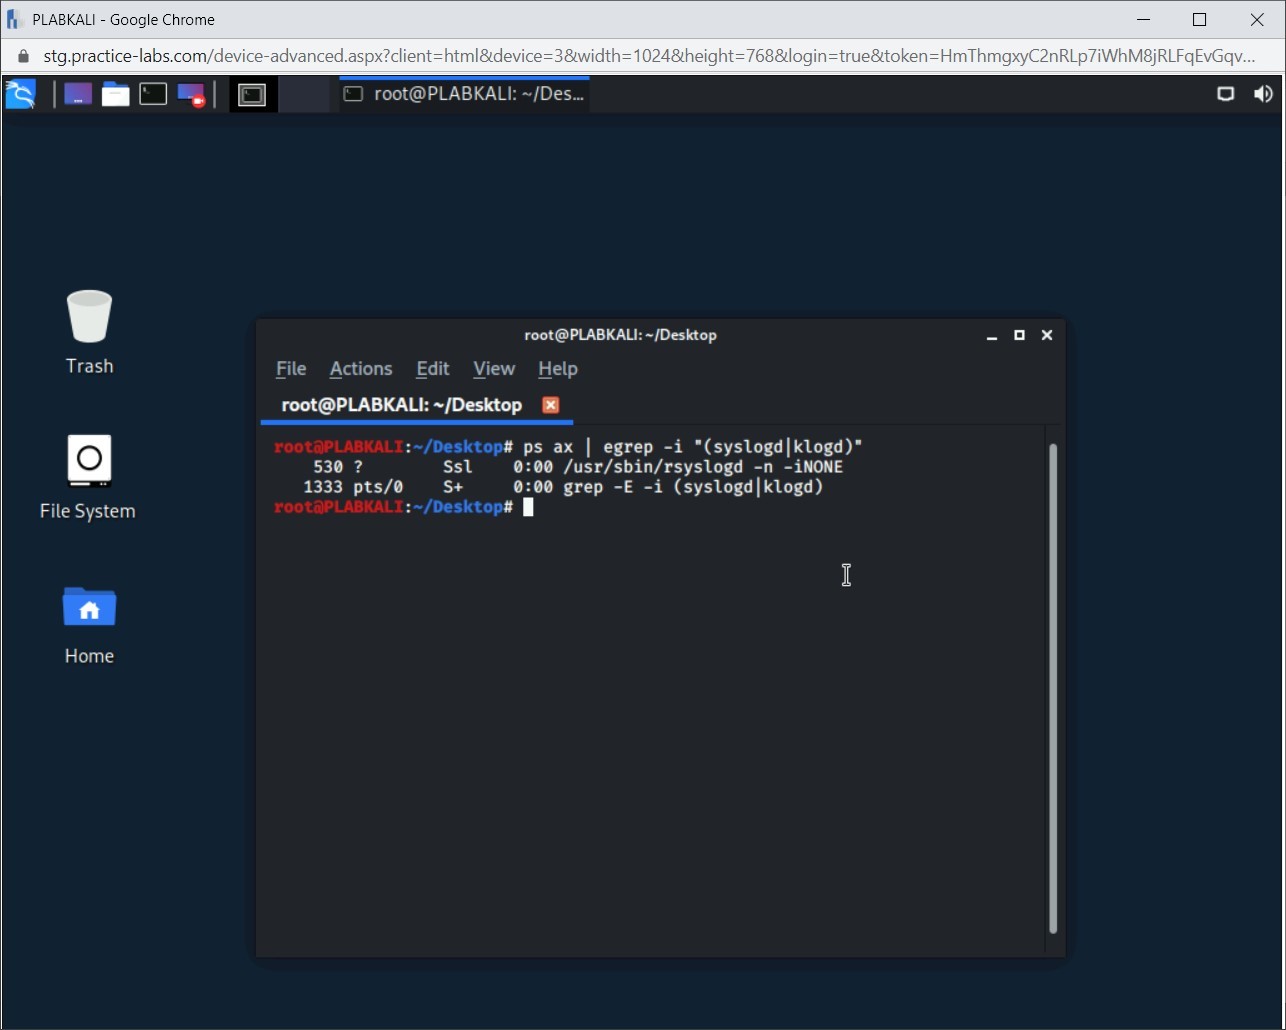 PLABKALI - Google Chrome
stg.practice-labs.com/device-advanced.aspx?client=html&device=3&width=1024&height=768&login=true&token=HmThmgxyC2nRLp7iWhM8jRLFqEvGqv...
root@PLABKALI: ~/Des...
Trash
File System
Home
root@PLABKALI: ~/Desktop
File Actions Edit View Help
root@PLABKALI: ~/Desktop
root@PLABKALI:~/Desktop# ps ax | egrep -i "(syslogd|klogd)"
530 ? Ssl 0:00 /usr/sbin/rsyslogd -n -iNONE
1333 pts/0 S+ 0:00 grep -E -i (syslogd|klogd)
root@PLABKALI:~/Desktop#